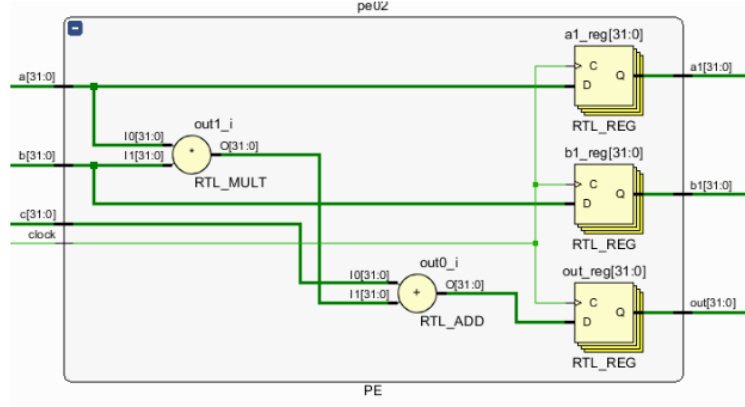 pe02
a1_reg[31:0]
a[31:0]
C
Q
D
a1[31:0]
RTL_REG
out1_i
I0[31:0]
I1[31:0]
*
O[31:0]
RTL_MULT
b[31:0]
b1_reg[31:0]
C
Q
D
b1[31:0]
RTL_REG
c[31:0]
clock
out0_i
I0[31:0]
I1[31:0]
+
O[31:0]
RTL_ADD
out_reg[31:0]
C
Q
D
out[31:0]
RTL_REG
PE